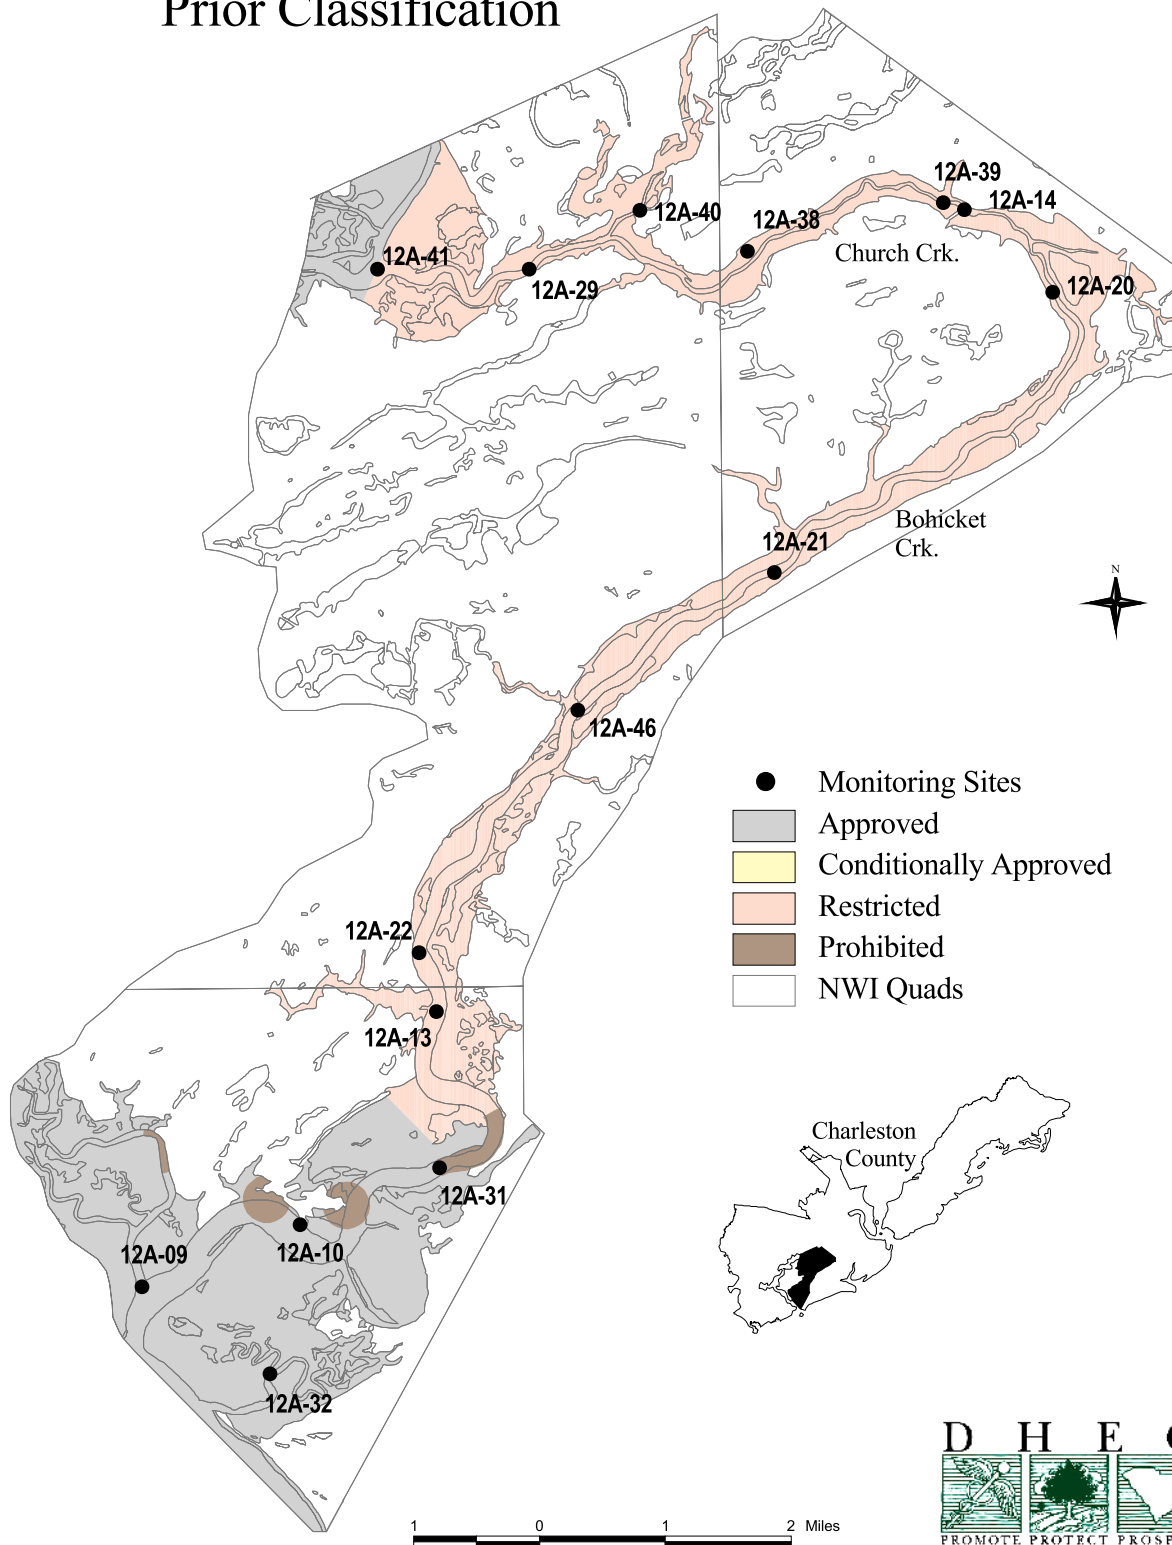 Prior Classification
12A-39
12A-14
12A-40
12A-38
12A-41
Church Crk.
12A-29
12A-20
Bohicket
Crk.
12A-21
N
12A-46
Monitoring Sites
Approved
Conditionally Approved
Restricted
Prohibited
NWI Quads
12A-22
12A-13
Charleston
County
12A-31
12A-10
12A-09
12A-32
D H E
1 0 1 2 Miles
PROMOTE PROTECT PROSP